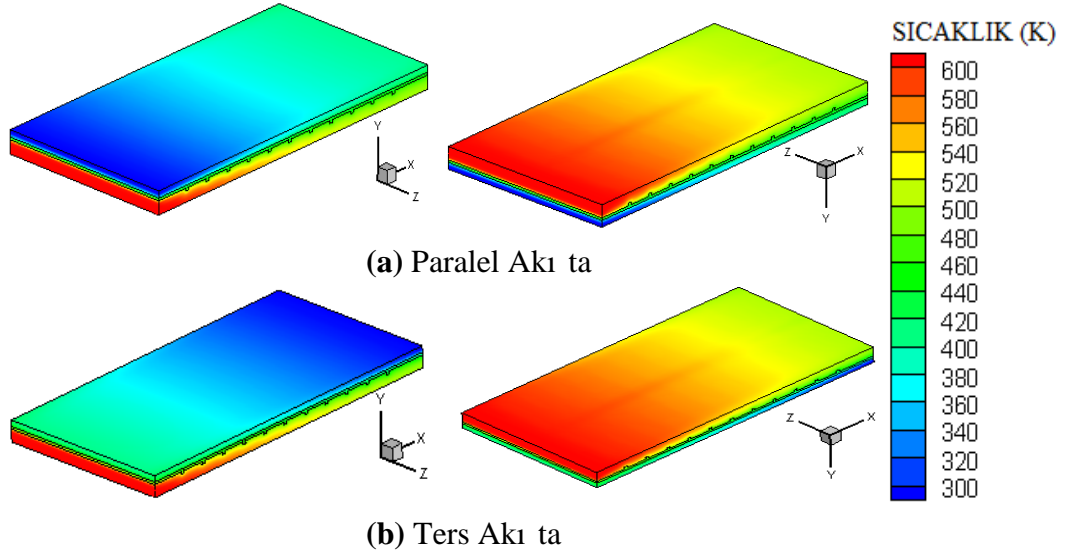 SICAKLIK (K)
Y
X
Z
Z
X
Y
600
580
560
540
520
500
480
460
440
420
400
380
360
340
320
300
(a) Paralel Akı ta
Y
X
Z
Z
X
Y
(b) Ters Akı ta